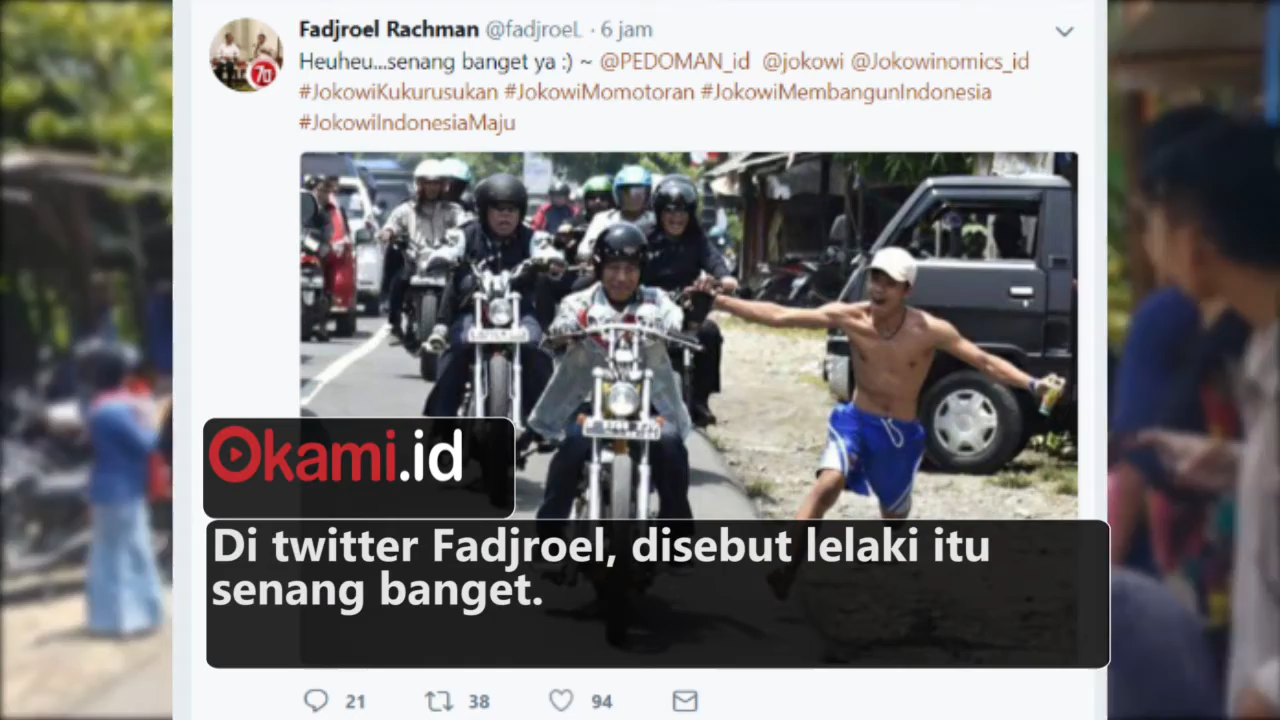 Fadjroel Rachman @fadjroeL · 6 jam
Heuheu...senang banget ya :) ~ @PEDOMAN_id @jokowi @Jokowinomics_id
#JokowiKukurusukan #JokowiMomotoran #JokowiMembangunIndonesia
#JokowiIndonesiaMaju
70
Okami.id
Di twitter Fadjroel, disebut lelaki itu
senang banget.
21 38 94